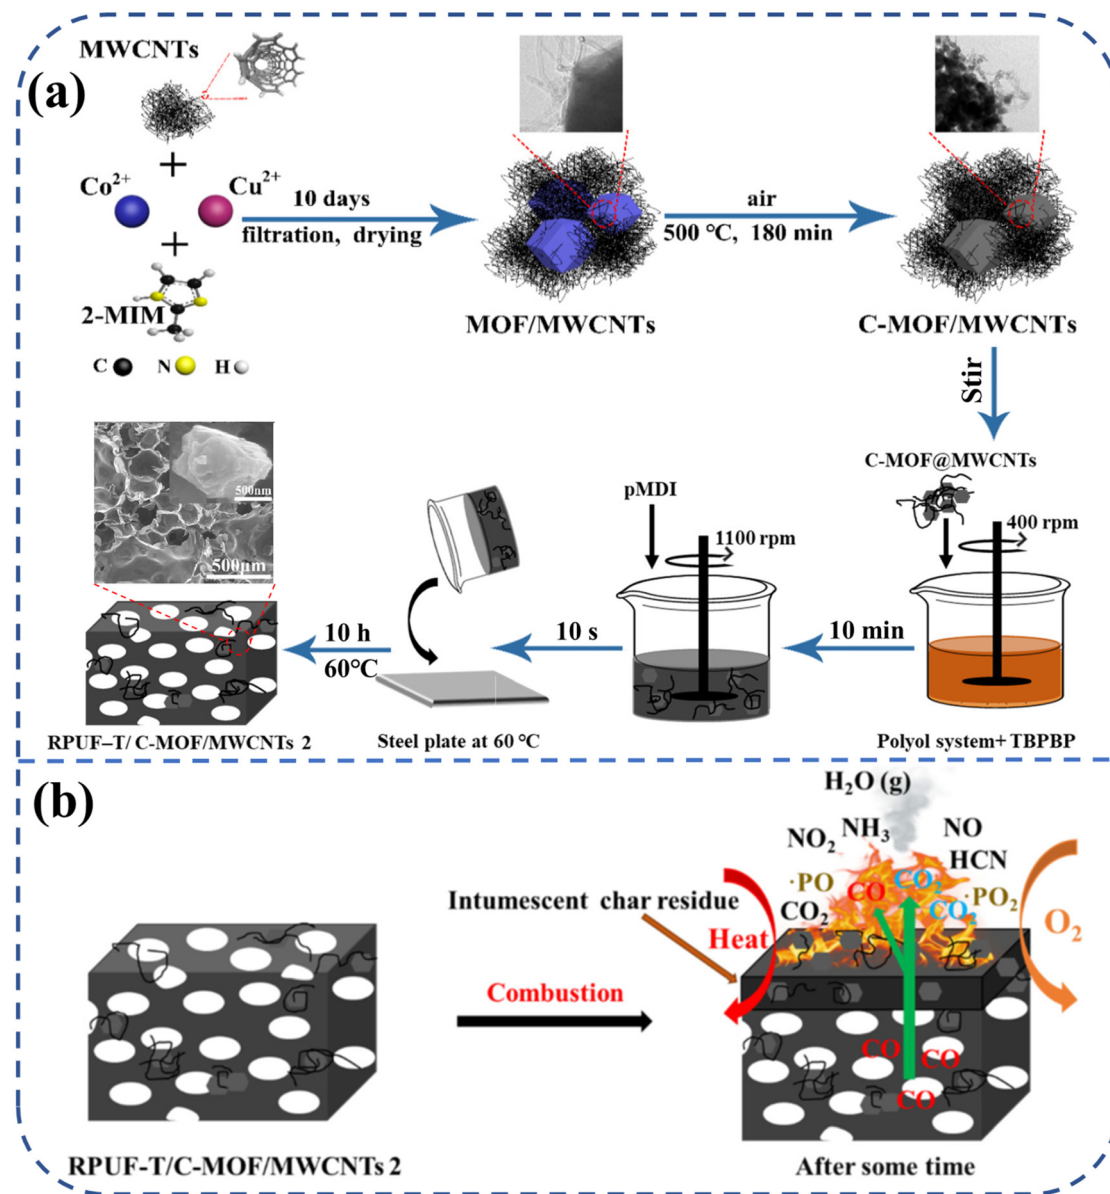 (a)
MWCNTs
+
Co²⁺
Cu²⁺
+
2-MIM
C
N
H
10 days
filtration, drying
MOF/MWCNTs
air
500 ℃, 180 min
C-MOF/MWCNTs
Stir
C-MOF@MWCNTs
400 rpm
Polyol system+ TBPBP
10 min
pMDI
1100 rpm
10 s
Steel plate at 60 ℃
10 h
60℃
500nm
500μm
RPUF–T/ C-MOF/MWCNTs 2
(b)
RPUF-T/C-MOF/MWCNTs 2
Combustion
Intumescent char residue
H₂O (g)
NO₂
NH₃
NO
HCN
·PO
CO
CO₂
·PO₂
CO₂
CO₂
Heat
O₂
CO
CO
CO
After some time